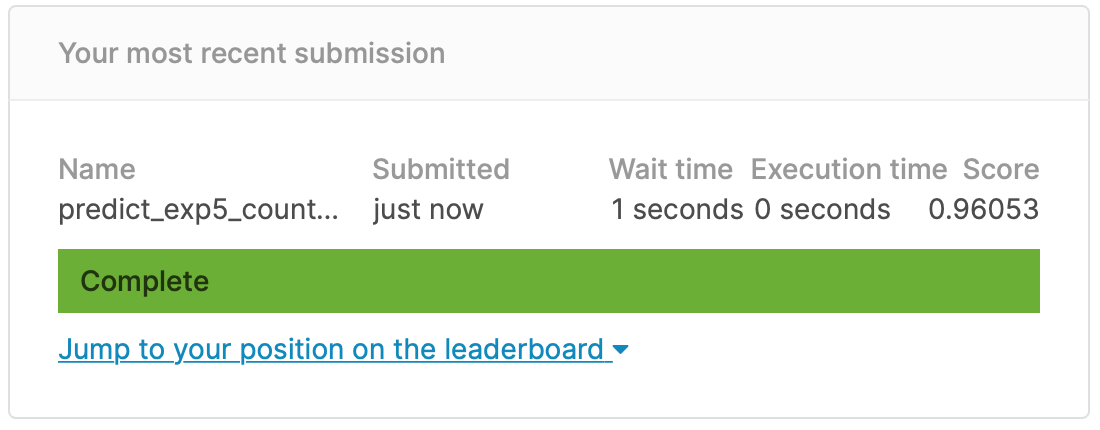 Your most recent submission
Name Submitted Wait time Execution time Score
predict_exp5_count... just now 1 seconds 0 seconds 0.96053
Complete
Jump to your position on the leaderboard